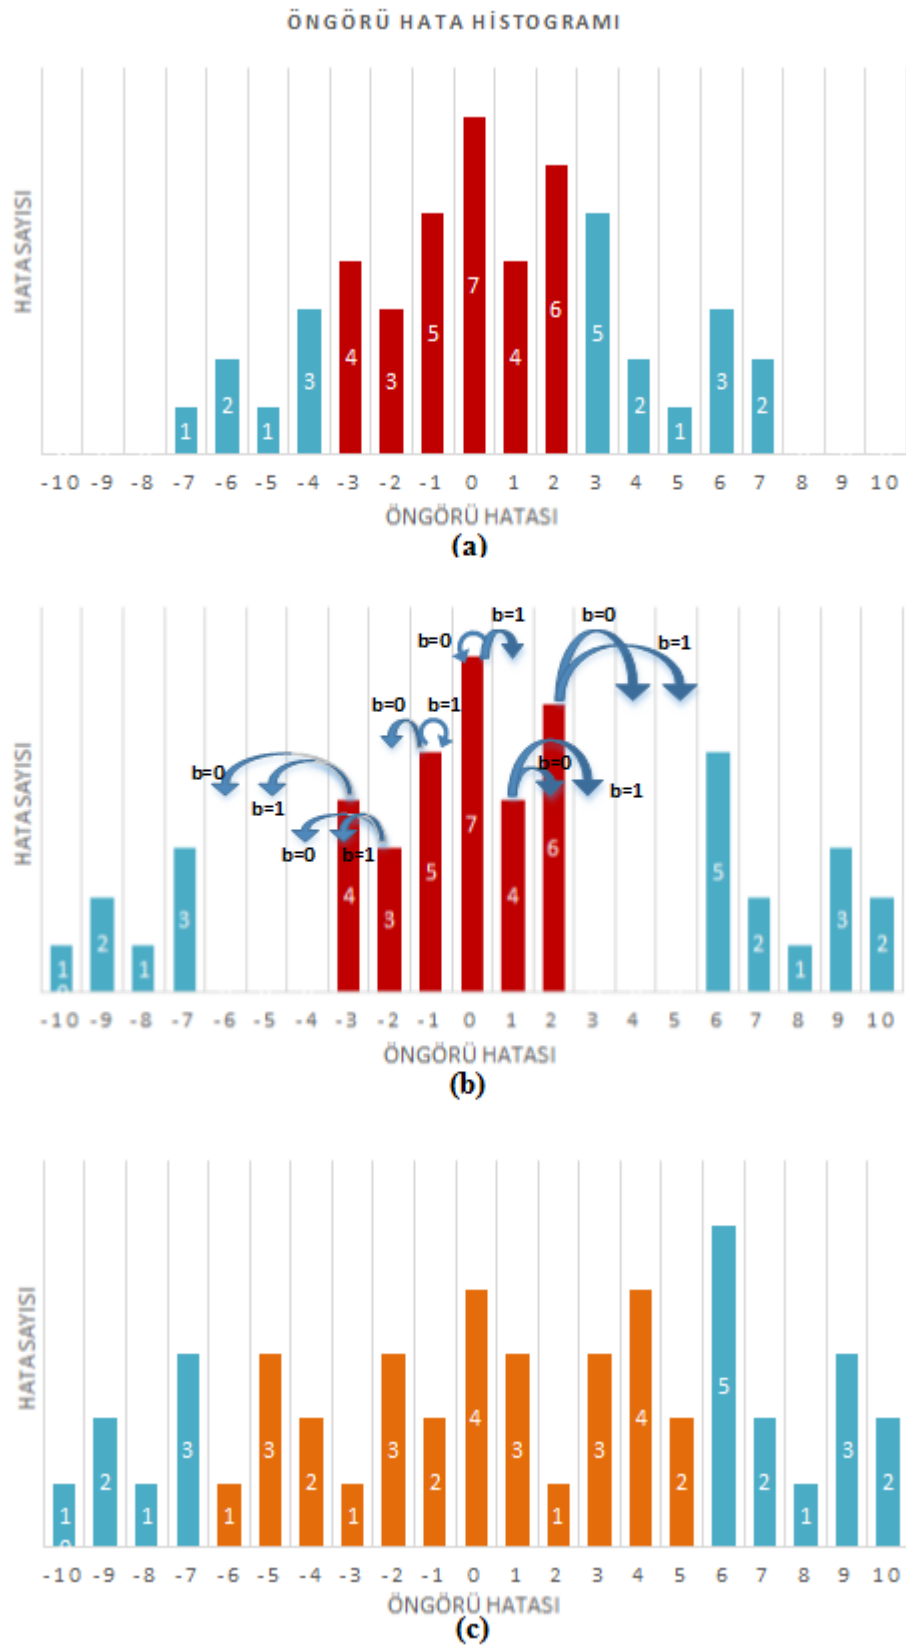 ÖNGÖRÜ HATA HİSTOGRAMI
HATASAYISI
7
6
5
5
4
4
3
3
3
2
2
2
1
1
1
-10 -9 -8 -7 -6 -5 -4 -3 -2 -1 0 1 2 3 4 5 6 7 8 9 10
ÖNGÖRÜ HATASI
(a)
b=1 b=0
b=0 b=1
b=0 b=1
b=0 b=0
b=1 b=1
b=0 b=1
HATASAYISI
1 2 1 3 4 3 5 7 4 6 5 2 1 3 2
-10 -9 -8 -7 -6 -5 -4 -3 -2 -1 0 1 2 3 4 5 6 7 8 9 10
ÖNGÖRÜ HATASI
(b)
HATASAYISI
1 2 1 3 1 3 2 1 3 2 4 3 1 3 4 2 5 2 1 3 2
-10 -9 -8 -7 -6 -5 -4 -3 -2 -1 0 1 2 3 4 5 6 7 8 9 10
ÖNGÖRÜ HATASI
(c)